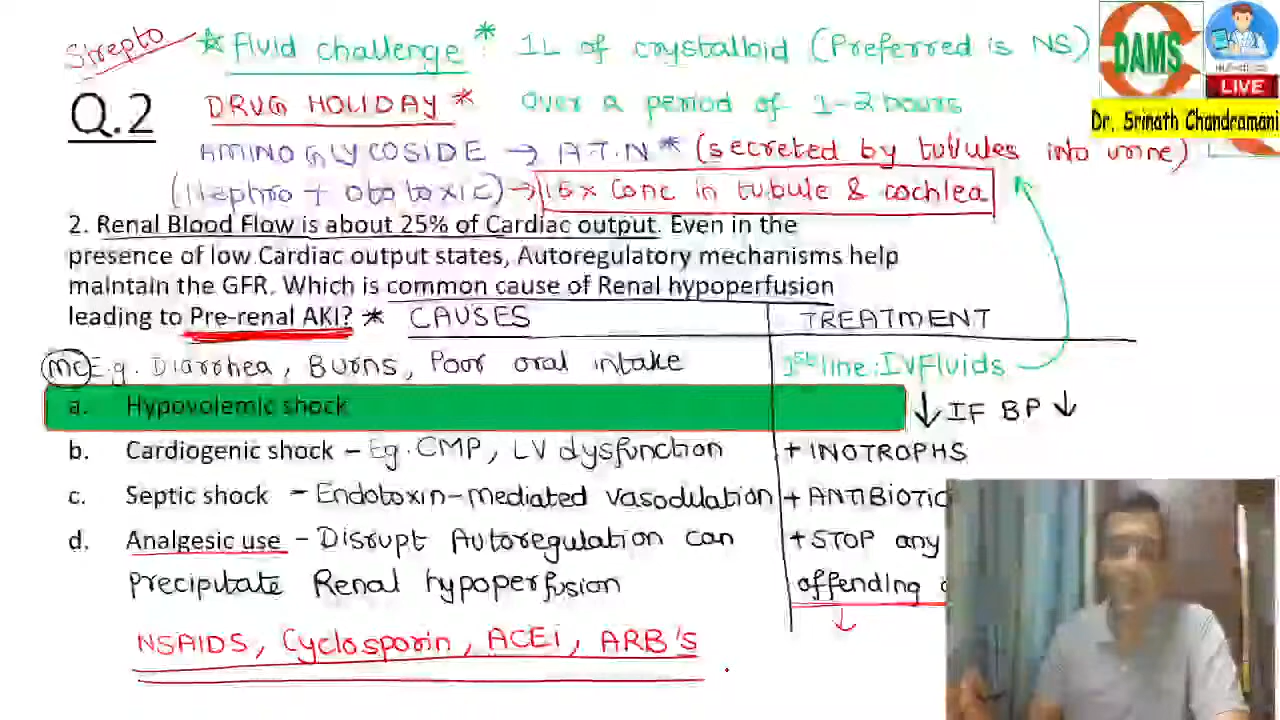 Strepto ☆ Fluid challenge * 1L of crystalloid (Preferred is NS)
DAMS
LIVE
Dr. Srinath Chandramani
Q.2
DRUG HOLIDAY * over a period of 1-2 hours
AMINOGLYCOSIDE → A.T.N * (secreted by tubules into urine)
(Nephro + ototoxic) → 15x conc in tubule & cochlea
2. Renal Blood Flow is about 25% of Cardiac output. Even in the
presence of low Cardiac output states, Autoregulatory mechanisms help
maintain the GFR. Which is common cause of Renal hypoperfusion
leading to Pre-renal AKI? * CAUSES TREATMENT
MC E.g. Diarrhea, Burns, Poor oral intake 1st line: IV Fluids
a. Hypovolemic shock ↓ IF BP ↓
b. Cardiogenic shock – Eg. CMP, LV dysfunction + INOTROPHS
c. Septic shock – Endotoxin-mediated vasodilation + ANTIBIOTIC
d. Analgesic use – Disrupt Autoregulation can + STOP any
precipitate Renal hypoperfusion offending
NSAIDS, Cyclosporin, ACEi, ARB's